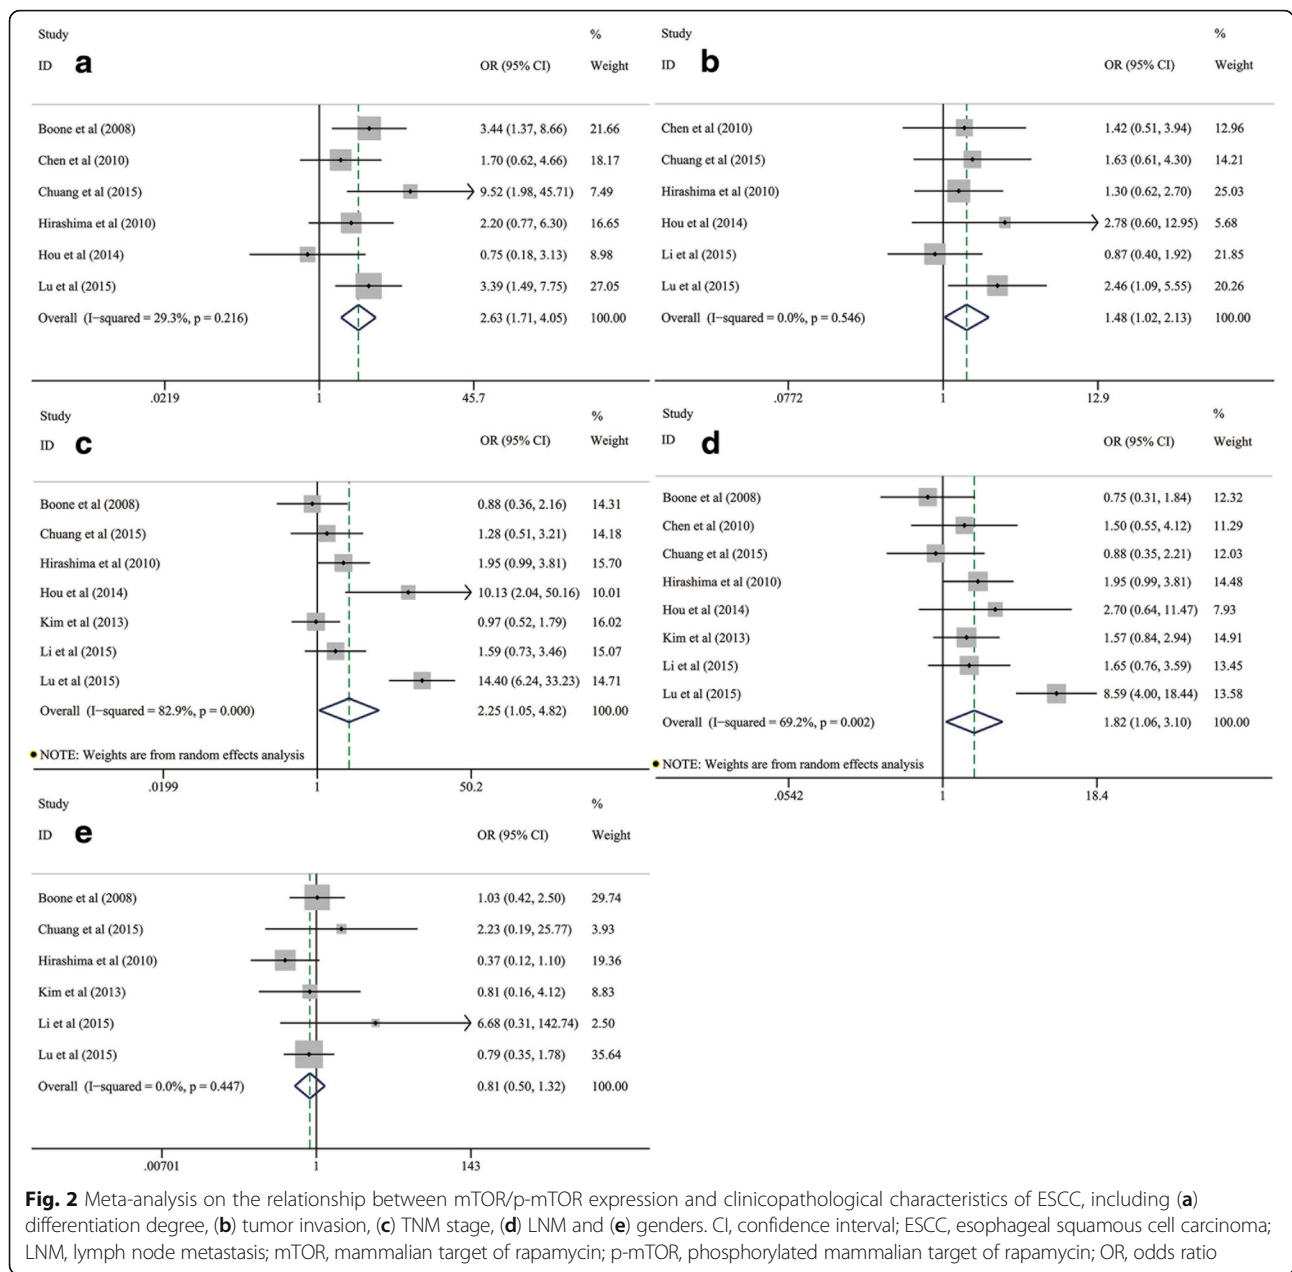 Study %
ID a OR (95% CI) Weight
Boone et al (2008) 3.44 (1.37, 8.66) 21.66
Chen et al (2010) 1.70 (0.62, 4.66) 18.17
Chuang et al (2015) 9.52 (1.98, 45.71) 7.49
Hirashima et al (2010) 2.20 (0.77, 6.30) 16.65
Hou et al (2014) 0.75 (0.18, 3.13) 8.98
Lu et al (2015) 3.39 (1.49, 7.75) 27.05
Overall (I−squared = 29.3%, p = 0.216) 2.63 (1.71, 4.05) 100.00
.0219 1 45.7
Study %
ID b OR (95% CI) Weight
Chen et al (2010) 1.42 (0.51, 3.94) 12.96
Chuang et al (2015) 1.63 (0.61, 4.30) 14.21
Hirashima et al (2010) 1.30 (0.62, 2.70) 25.03
Hou et al (2014) 2.78 (0.60, 12.95) 5.68
Li et al (2015) 0.87 (0.40, 1.92) 21.85
Lu et al (2015) 2.46 (1.09, 5.55) 20.26
Overall (I−squared = 0.0%, p = 0.546) 1.48 (1.02, 2.13) 100.00
.0772 1 12.9
Study %
ID c OR (95% CI) Weight
Boone et al (2008) 0.88 (0.36, 2.16) 14.31
Chuang et al (2015) 1.28 (0.51, 3.21) 14.18
Hirashima et al (2010) 1.95 (0.99, 3.81) 15.70
Hou et al (2014) 10.13 (2.04, 50.16) 10.01
Kim et al (2013) 0.97 (0.52, 1.79) 16.02
Li et al (2015) 1.59 (0.73, 3.46) 15.07
Lu et al (2015) 14.40 (6.24, 33.23) 14.71
Overall (I−squared = 82.9%, p = 0.000) 2.25 (1.05, 4.82) 100.00
NOTE: Weights are from random effects analysis
.0199 1 50.2
Study %
ID d OR (95% CI) Weight
Boone et al (2008) 0.75 (0.31, 1.84) 12.32
Chen et al (2010) 1.50 (0.55, 4.12) 11.29
Chuang et al (2015) 0.88 (0.35, 2.21) 12.03
Hirashima et al (2010) 1.95 (0.99, 3.81) 14.48
Hou et al (2014) 2.70 (0.64, 11.47) 7.93
Kim et al (2013) 1.57 (0.84, 2.94) 14.91
Li et al (2015) 1.65 (0.76, 3.59) 13.45
Lu et al (2015) 8.59 (4.00, 18.44) 13.58
Overall (I−squared = 69.2%, p = 0.002) 1.82 (1.06, 3.10) 100.00
NOTE: Weights are from random effects analysis
.0542 1 18.4
Study %
ID e OR (95% CI) Weight
Boone et al (2008) 1.03 (0.42, 2.50) 29.74
Chuang et al (2015) 2.23 (0.19, 25.77) 3.93
Hirashima et al (2010) 0.37 (0.12, 1.10) 19.36
Kim et al (2013) 0.81 (0.16, 4.12) 8.83
Li et al (2015) 6.68 (0.31, 142.74) 2.50
Lu et al (2015) 0.79 (0.35, 1.78) 35.64
Overall (I−squared = 0.0%, p = 0.447) 0.81 (0.50, 1.32) 100.00
.00701 1 143
Fig. 2 Meta-analysis on the relationship between mTOR/p-mTOR expression and clinicopathological characteristics of ESCC, including (a)
differentiation degree, (b) tumor invasion, (c) TNM stage, (d) LNM and (e) genders. CI, confidence interval; ESCC, esophageal squamous cell carcinoma;
LNM, lymph node metastasis; mTOR, mammalian target of rapamycin; p-mTOR, phosphorylated mammalian target of rapamycin; OR, odds ratio